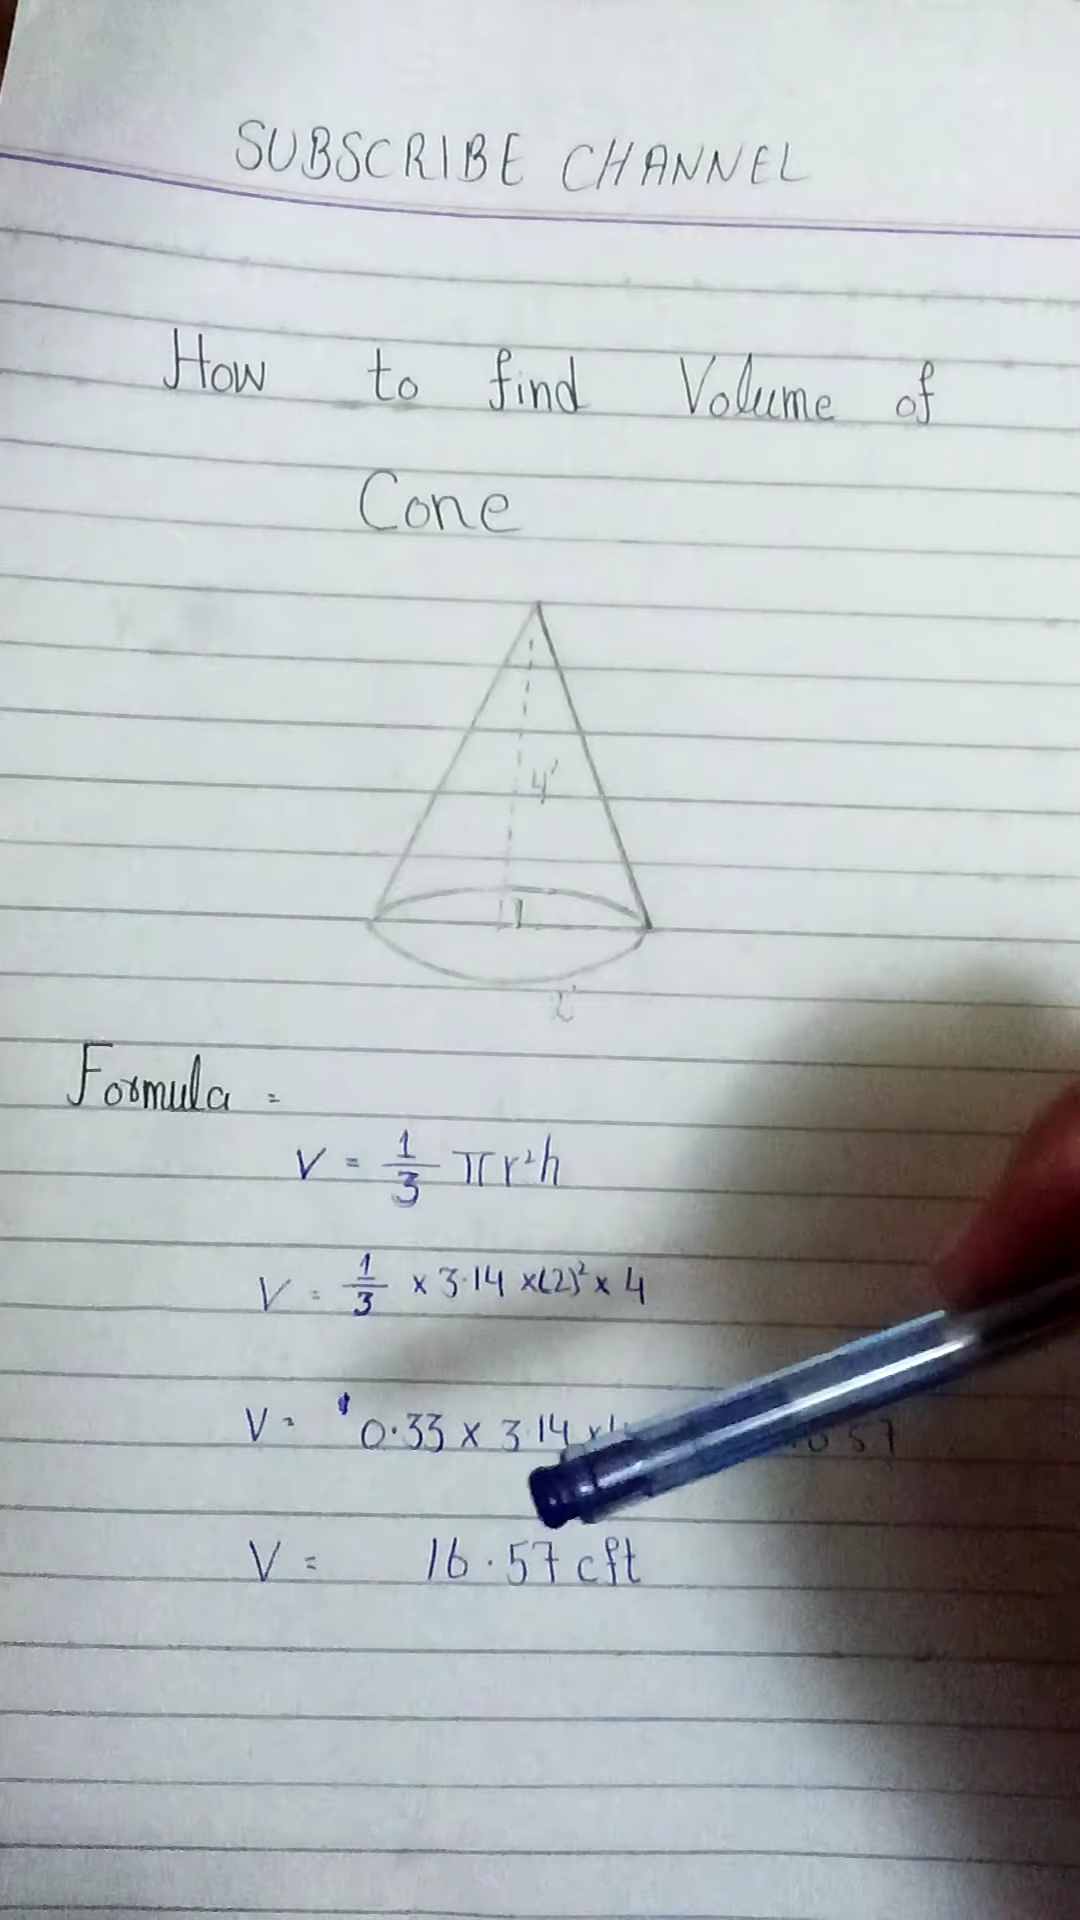 SUBSCRIBE CHANNEL
How to find Volume of
Cone
4'
2'
Formula =
V = 1/3 πr²h
V = 1/3 × 3.14 ×(2)² × 4
V = 0.33 × 3.14 ×
V = 16.57 cft